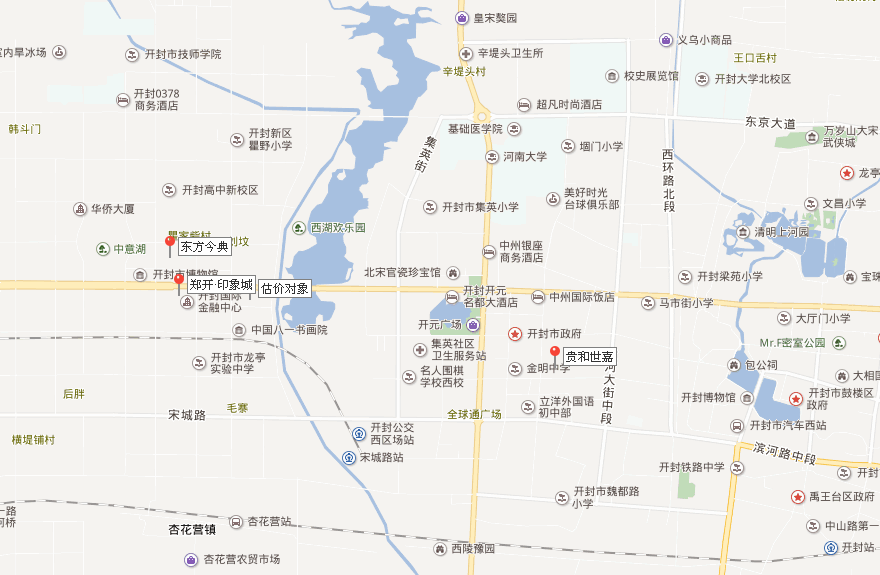 皇宋嫯园
室内旱冰场
开封市技师学院
辛堤头卫生所
辛堤头村
义乌小商品
王口舌村
校史展览馆
开封大学北校区
开封0378
商务酒店
超凡时尚酒店
韩斗门
开封新区
瞿野小学
集英街
基础医学院
东京大道
万岁山大宋
武侠城
河南大学
堌门小学
西环路北段
龙亭
开封高中新校区
华侨大厦
开封市集英小学
美好时光
台球俱乐部
文昌小学
西湖欢乐园
清明上河园
中意湖
东方今典
刘坟
中州银座
商务酒店
开封市博物馆
郑开·印象城
估价对象
北宋官瓷珍宝馆
开封开元
名都大酒店
中州国际饭店
开封梁苑小学
宝珠
马市街小学
开封国际
金融中心
中国八一书画院
开元广场
开封市政府
大厅门小学
Mr.F密室公园
开封市龙亭
实验中学
集英社区
卫生服务站
贵和世嘉
金明中学
包公祠
名人围棋
学校西校
河大街中段
大相国
后胖
毛寨
宋城路
全球通广场
立洋外国语
初中部
开封博物馆
开封市鼓楼区
政府
横堤铺村
开封公交
西区场站
宋城路站
开封市汽车西站
滨河路中段
开封铁路中学
开封
开封市魏都路
小学
禹王台区政府
杏花营镇
杏花营站
中山路第一
杏花营农贸市场
西陵豫园
开封站